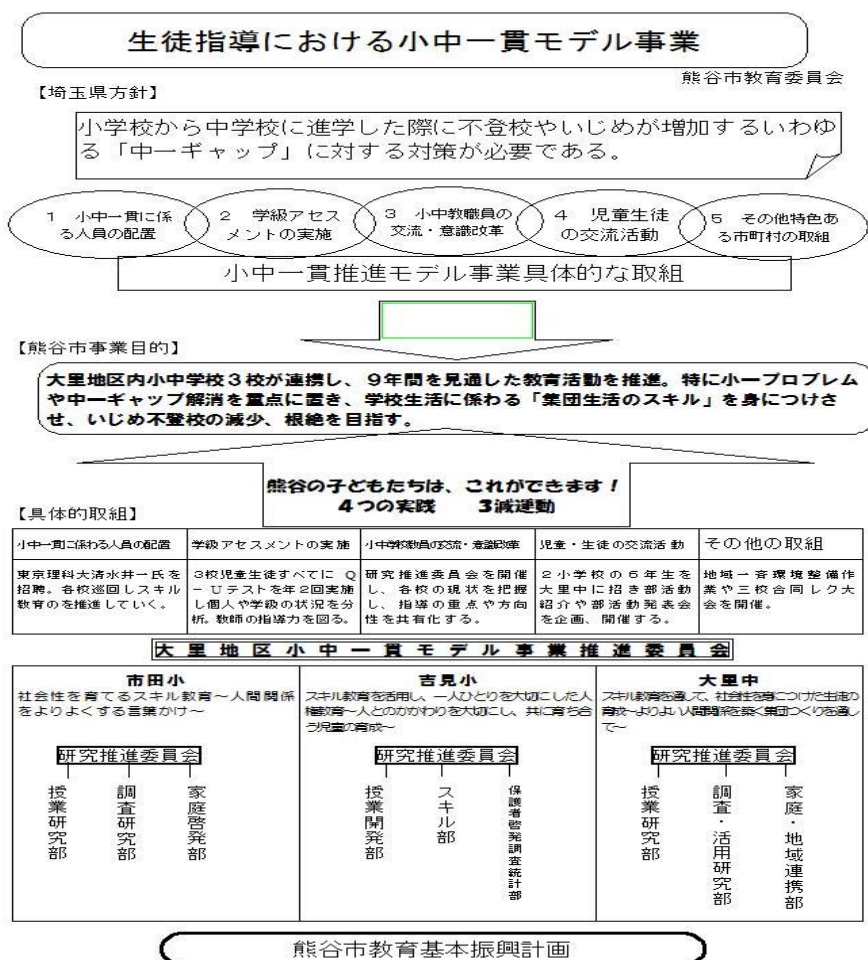 生徒指導における小中一貫モデル事業
熊谷市教育委員会
【埼玉県方針】
小学校から中学校に進学した際に不登校やいじめが増加するいわゆ
る「中一ギャップ」に対する対策が必要である。
1 小中一貫に係
る人員の配置
2 学級アセス
メントの実施
3 小中教職員の
交流・意識改革
4 児童生徒
の交流活動
5 その他特色あ
る市町村の取組
小中一貫推進モデル事業具体的な取組
【熊谷市事業目的】
大里地区内小中学校3校が連携し、9年間を見通した教育活動を推進。特に小一プロブレム
や中一ギャップ解消を重点に置き、学校生活に係わる「集団生活のスキル」を身につけさ
せ、いじめ不登校の減少、根絶を目指す。
熊谷の子どもたちは、これができます!
4つの実践 3減運動
【具体的取組】
小中一貫に係わる人員の配置
東京理科大清水井一氏を
招聘。各校巡回しスキル
教育のを推進していく。
学級アセスメントの実施
3校児童生徒すべてに Q
-Uテストを年2回実施
し個人や学級の状況を分
析。教師の指導力を図る。
小中学校教員の交流・意識改革
研究推進委員会を開催
し、各校の現状を把握
し、指導の重点や方向
性を共有化する。
児童・生徒の交流活動
2小学校の6年生を
大里中に招き部活動
紹介や部活動発表会
を企画、開催する。
その他の取組
地域一斉環境整備作
業や三校合同レク大
会を開催。
大里地区小中一貫モデル事業推進委員会
市田小
社会性を育てるスキル教育~人間関係
をよりよくする言葉かけ~
研究推進委員会
授業研究部
調査研究部
家庭啓発部
吉見小
スキル教育を活用し、一人ひとりを大切にした人
権教育~人とのかかわりを大切にし、共に育ち合
う児童の育成~
研究推進委員会
授業開発部
スキル部
保護者啓発調査統計部
大里中
スキル教育を通して、社会性を身につけた生徒の
育成~よりよい人間関係を築く集団つくりを通し
て~
研究推進委員会
授業研究部
調査・活用研究部
家庭・地域連携部
熊谷市教育基本振興計画